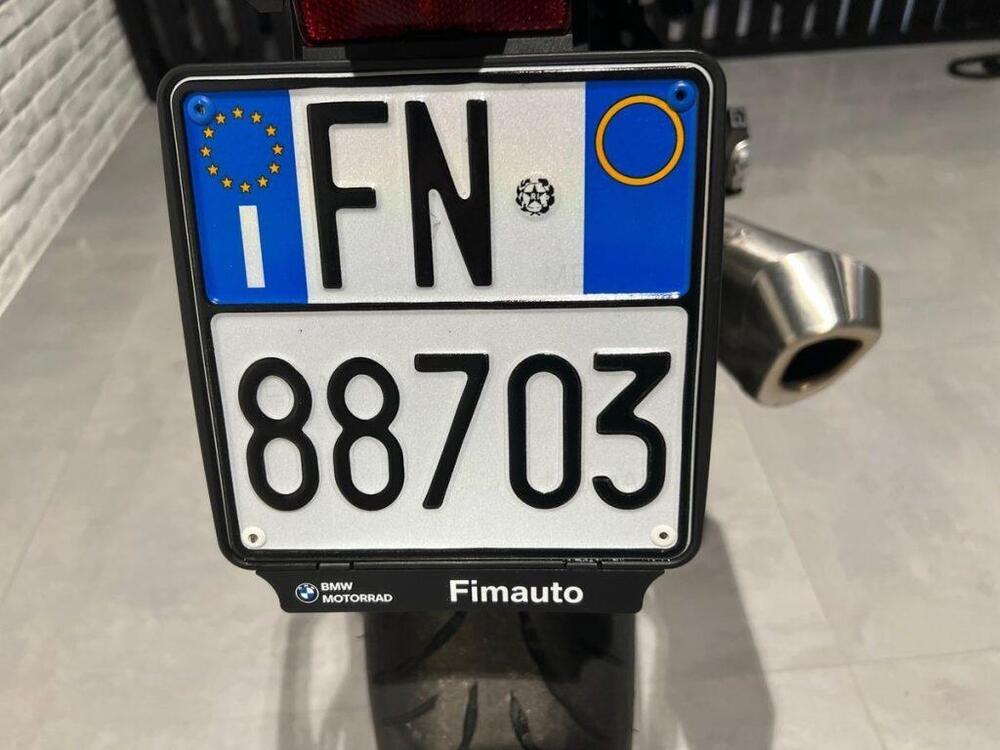 FN
I
88703
BMW
MOTORRAD
Fimauto